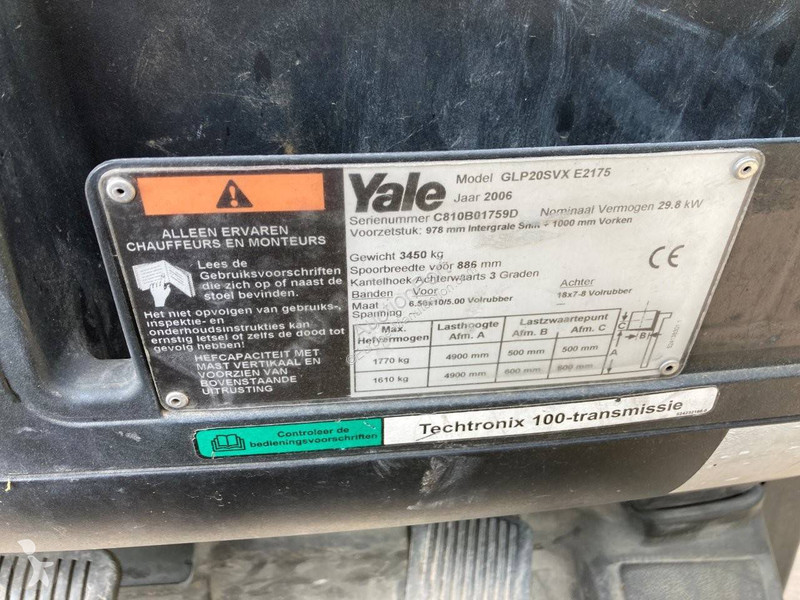 ALLEEN ERVAREN
CHAUFFEURS EN MONTEURS
Lees de
Gebruiksvoorschriften
die zich op of naast de
stoel bevinden.
Het niet opvolgen van gebruiks-,
inspektie- en
onderhoudsinstrukties kan
ernstig letsel of zelfs de dood tot
gevolg hebben!
HEFCAPACITEIT MET
MAST VERTIKAAL EN
VOORZIEN VAN
BOVENSTAANDE
UITRUSTING
Yale Model GLP20SVX E2175
Jaar 2006
Serienummer C810B01759D Nominaal Vermogen 29.8 kW
Voorzetstuk: 978 mm Intergrale + 1000 mm Vorken
Gewicht 3450 kg
Spoorbreedte vóór 886 mm
Kantelhoek Achterwaarts 3 Graden
Banden Voor Achter
Maat 6.50x10/5.00 Volrubber 18x7-8 Volrubber
Spanning
CE
Max. Hefvermogen Lasthoogte Afm. A Lastzwaartepunt Afm. B Afm. C
1770 kg 4900 mm 500 mm 500 mm
1610 kg 4900 mm 600 mm 600 mm
C
B
A
Controleer de
bedieningsvoorschriften
Techtronix 100-transmissie